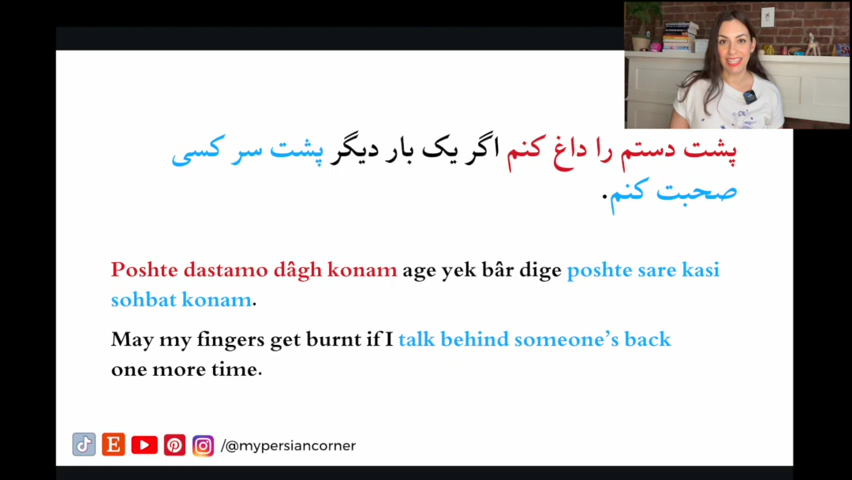 پشت دستم را داغ کنم اگر یک بار دیگر پشت سر کسی
صحبت کنم.
Poshte dastamo dâgh konam age yek bâr dige poshte sare kasi
sohbat konam.
May my fingers get burnt if I talk behind someone's back
one more time.
/@mypersiancorner